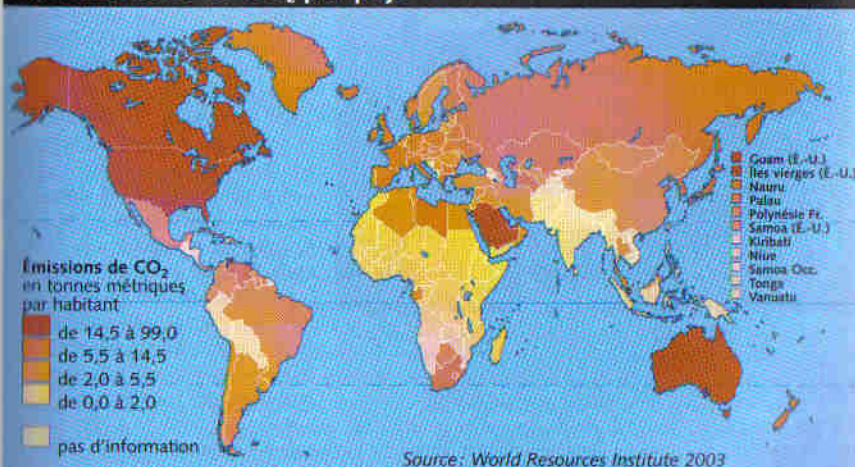 Émissions de CO₂
en tonnes métriques
par habitant
de 14,5 à 99,0
de 5,5 à 14,5
de 2,0 à 5,5
de 0,0 à 2,0
pas d'information
Guam (É.-U.)
Îles vierges (É.-U.)
Nauru
Palau
Polynésie Fr.
Samoa (É.-U.)
Kiribati
Niue
Samoa Occ.
Tonga
Vanuatu
Source: World Resources Institute 2003